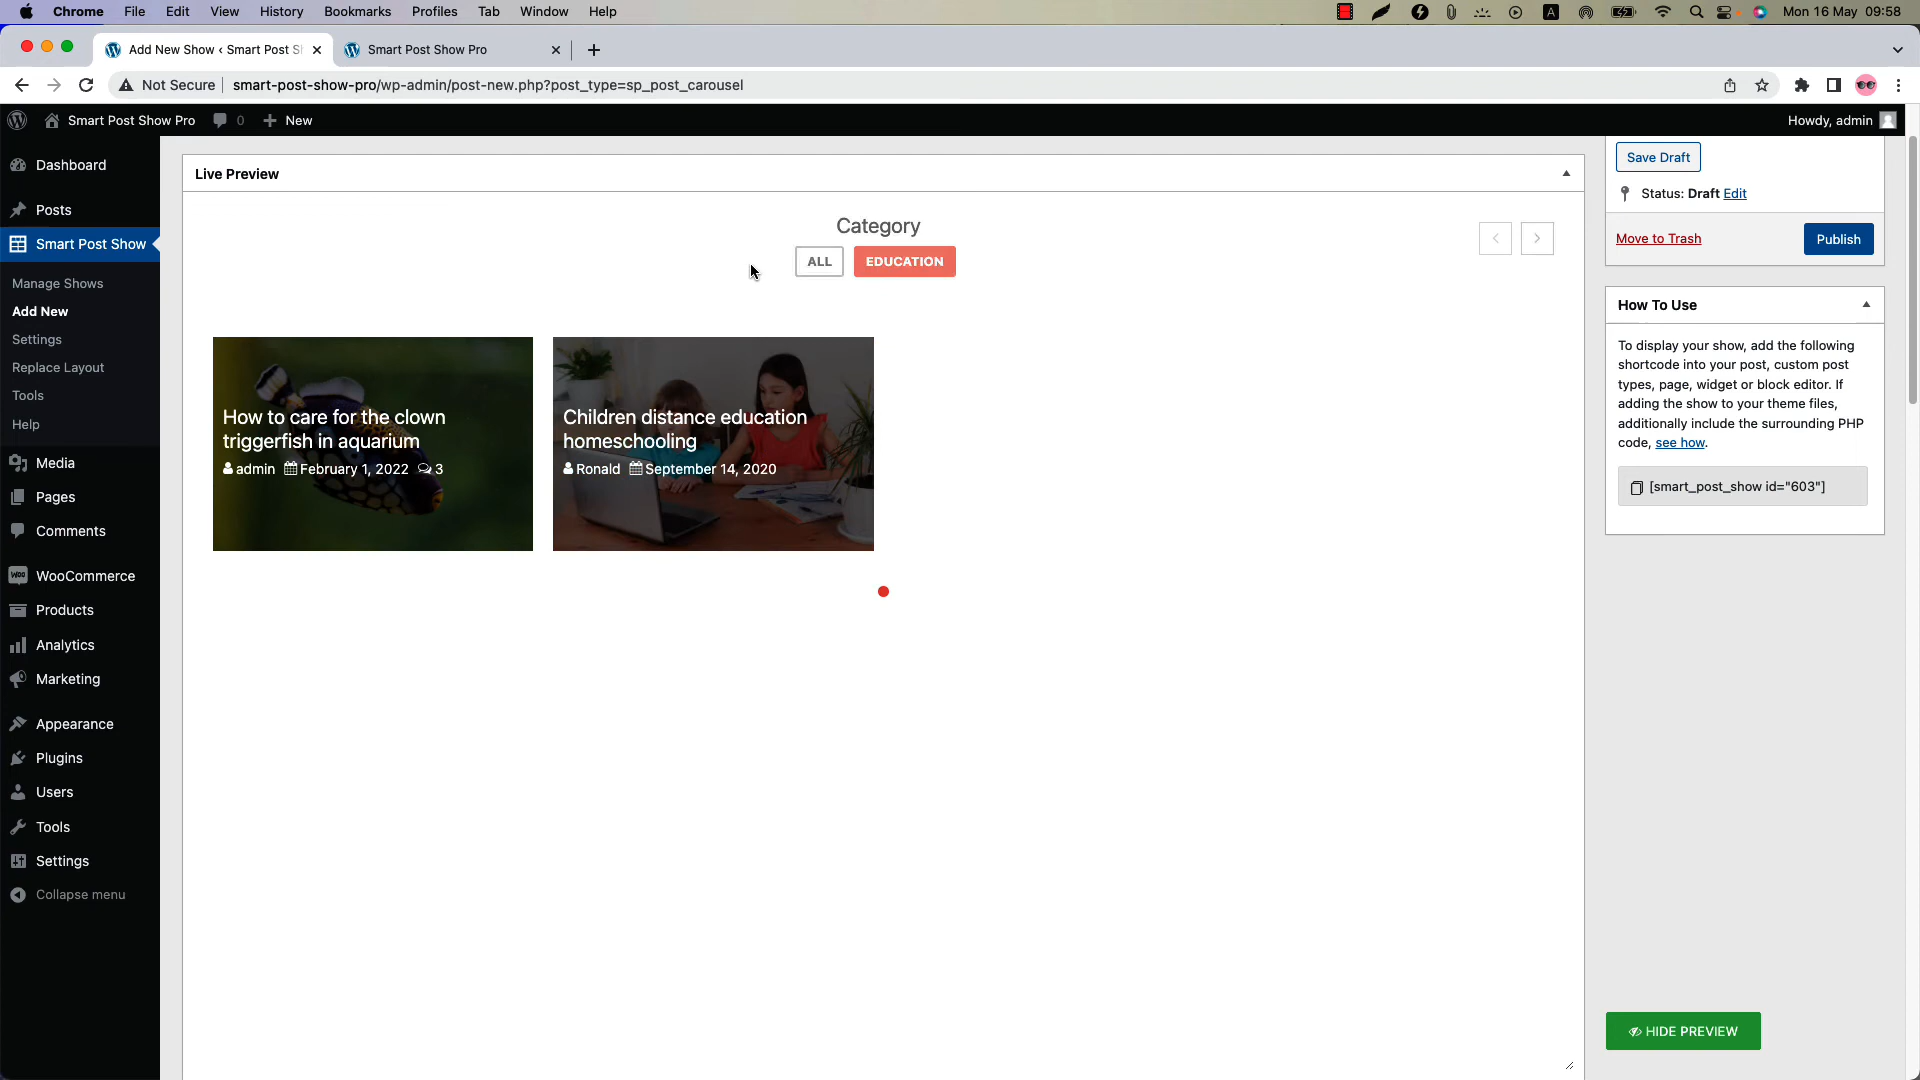 Chrome File Edit View History Bookmarks Profiles Tab Window Help A Mon 16 May 09:58
Add New Show ‹ Smart Post S Smart Post Show Pro
Not Secure smart-post-show-pro/wp-admin/post-new.php?post_type=sp_post_carousel
Smart Post Show Pro 0 New Howdy, admin
Dashboard
Posts
Smart Post Show
Manage Shows
Add New
Settings
Replace Layout
Tools
Help
Media
Pages
Comments
WooCommerce
Products
Analytics
Marketing
Appearance
Plugins
Users
Tools
Settings
Collapse menu
Live Preview
Category
ALL EDUCATION
How to care for the clown
triggerfish in aquarium
admin February 1, 2022 3
Children distance education
homeschooling
Ronald September 14, 2020
Save Draft
Status: Draft Edit
Move to Trash Publish
How To Use
To display your show, add the following
shortcode into your post, custom post
types, page, widget or block editor. If
adding the show to your theme files,
additionally include the surrounding PHP
code, see how.
[smart_post_show id="603"]
HIDE PREVIEW